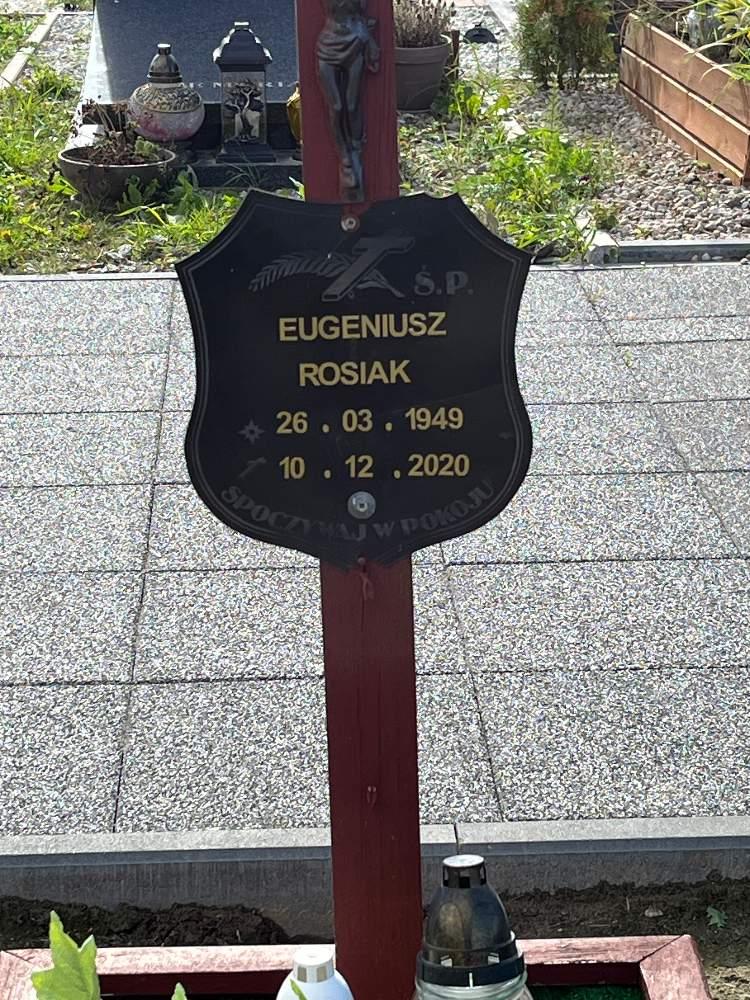 Ś.P.
EUGENIUSZ
ROSIAK
26 . 03 . 1949
10 . 12 . 2020
SPOCZYWAJ W POKOJU